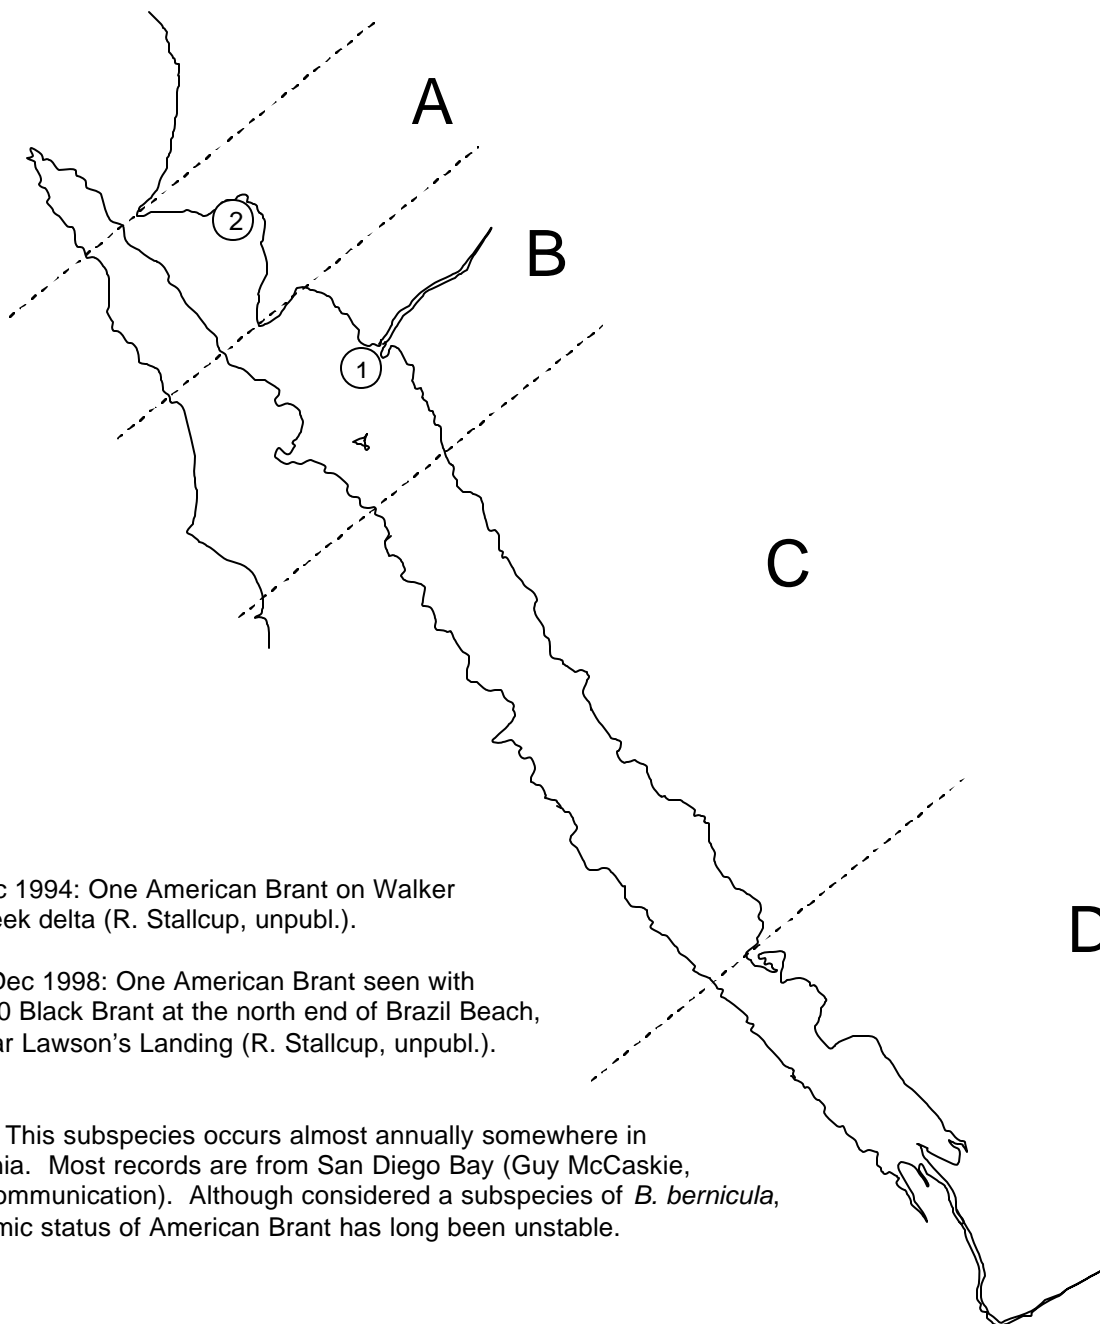 A
2
B
1
C
D
c 1994: One American Brant on Walker
eek delta (R. Stallcup, unpubl.).
Dec 1998: One American Brant seen with
0 Black Brant at the north end of Brazil Beach,
ar Lawson's Landing (R. Stallcup, unpubl.).
This subspecies occurs almost annually somewhere in
nia. Most records are from San Diego Bay (Guy McCaskie,
ommunication). Although considered a subspecies of B. bernicula,
mic status of American Brant has long been unstable.